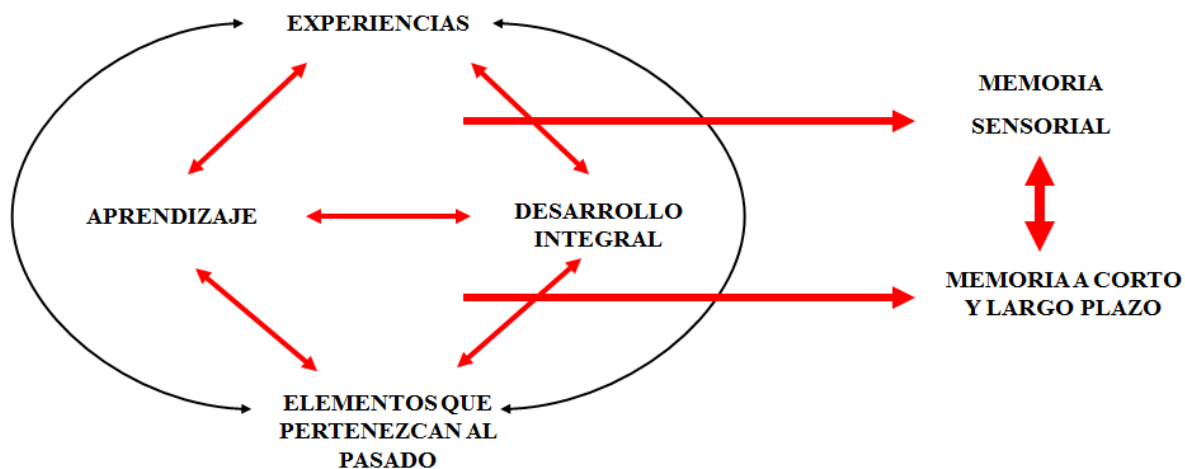 EXPERIENCIAS
MEMORIA
SENSORIAL
APRENDIZAJE
DESARROLLO
INTEGRAL
MEMORIA A CORTO
Y LARGO PLAZO
ELEMENTOS QUE
PERTENEZCAN AL
PASADO